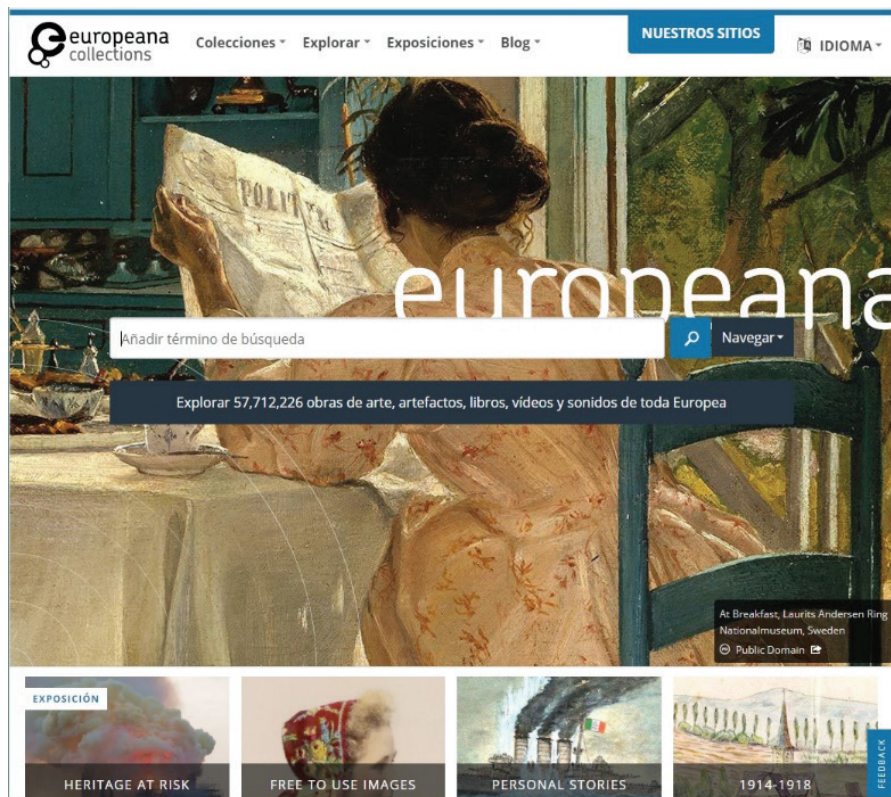 europeana
collections
Colecciones
Explorar
Exposiciones
Blog
NUESTROS SITIOS
IDIOMA
POLIT
europeana
Añadir término de búsqueda
Navegar
Explorar 57,712,226 obras de arte, artefactos, libros, vídeos y sonidos de toda Europea
At Breakfast, Laurits Andersen Ring
Nationalmuseum, Sweden
Public Domain
EXPOSICIÓN
HERITAGE AT RISK
FREE TO USE IMAGES
PERSONAL STORIES
1914-1918
FEEDBACK